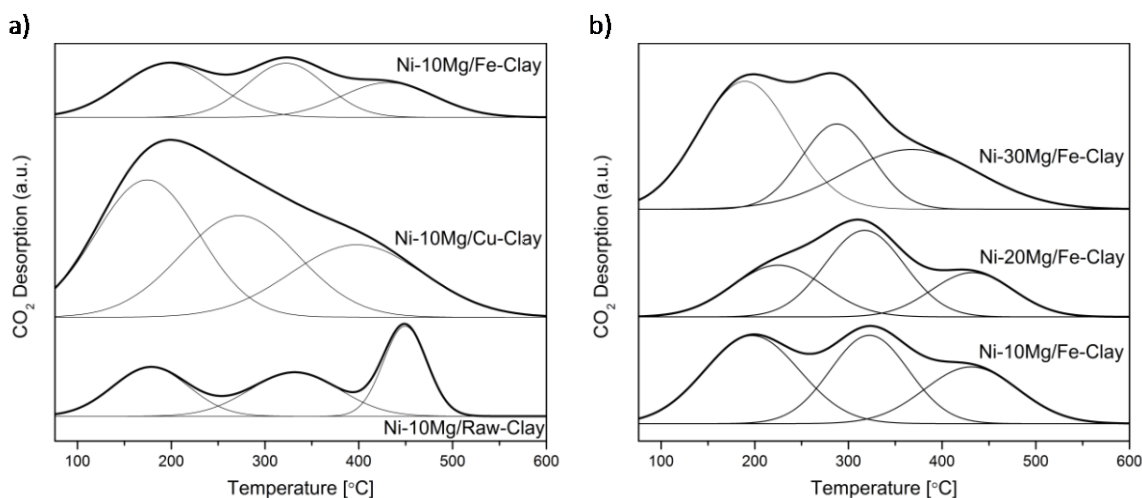 a)
CO₂ Desorption (a.u.)
Ni-10Mg/Fe-Clay
Ni-10Mg/Cu-Clay
Ni-10Mg/Raw-Clay
100 200 300 400 500 600
Temperature [°C]
b)
CO₂ Desorption (a.u.)
Ni-30Mg/Fe-Clay
Ni-20Mg/Fe-Clay
Ni-10Mg/Fe-Clay
100 200 300 400 500 600
Temperature [°C]